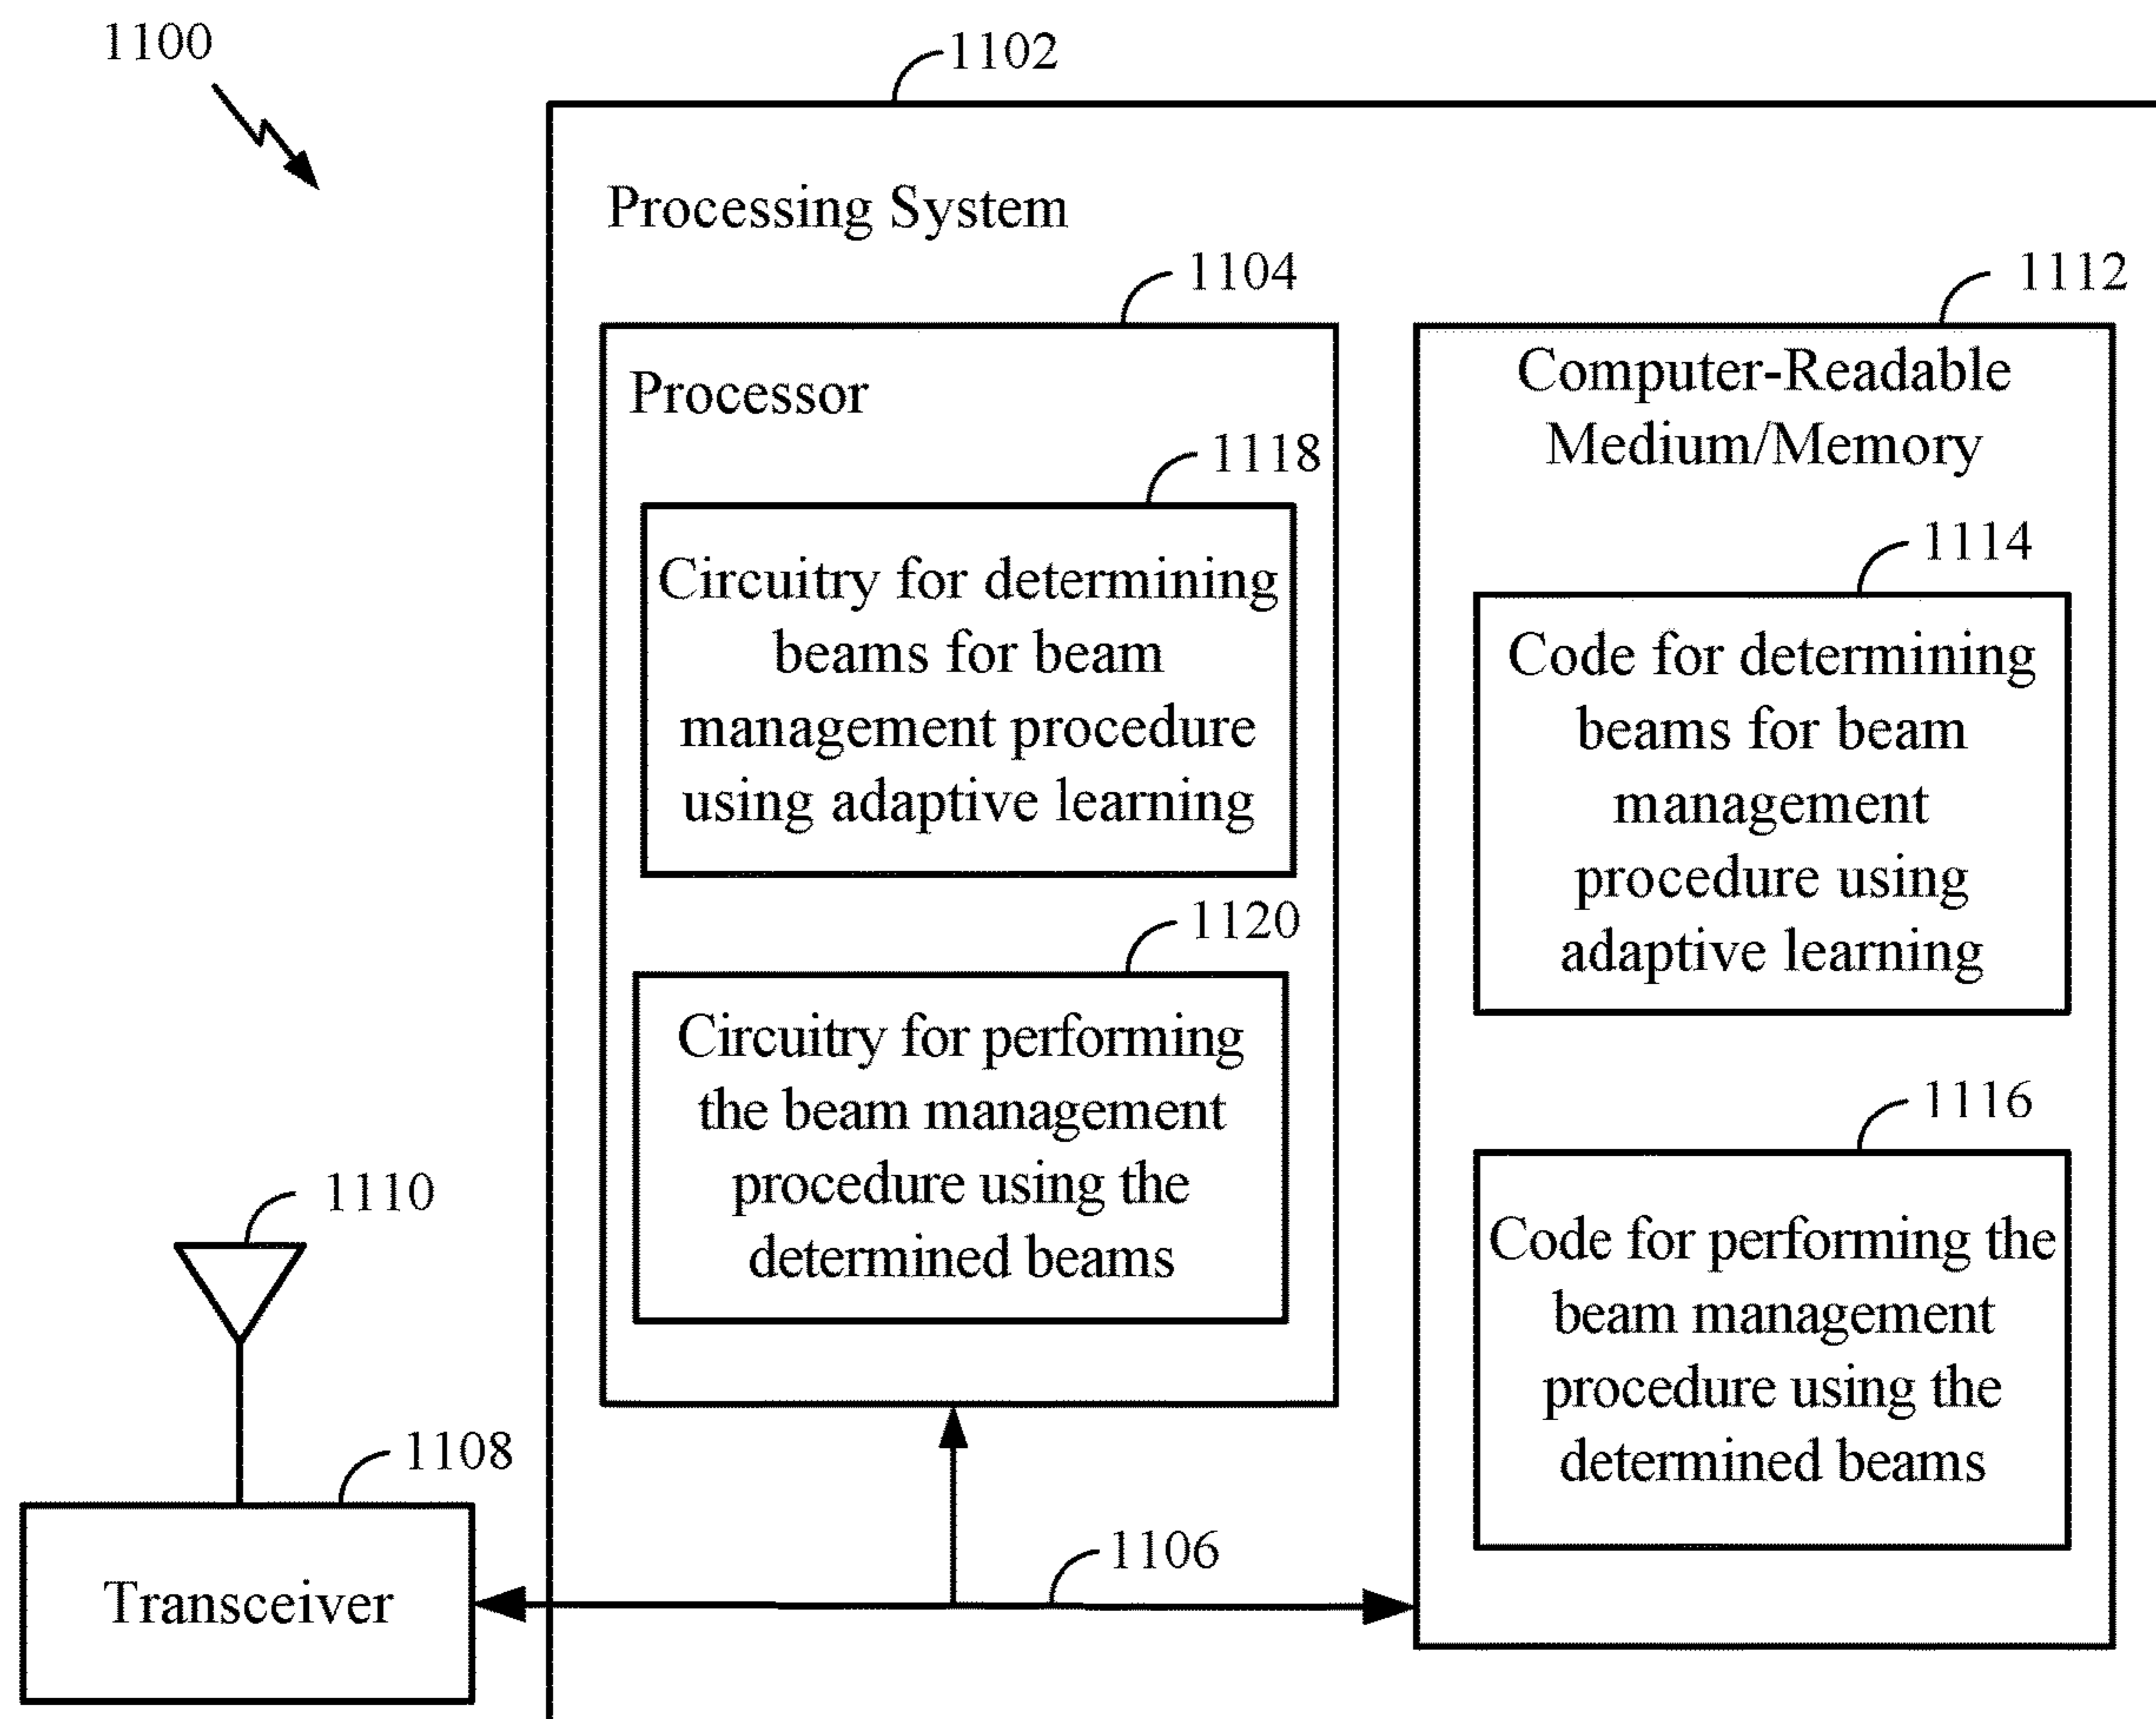 1100
1102
Processing System
1104
Processor
1118
Circuitry for determining
beams for beam
management procedure
using adaptive learning
1120
Circuitry for performing
the beam management
procedure using the
determined beams
1112
Computer-Readable
Medium/Memory
1114
Code for determining
beams for beam
management
procedure using
adaptive learning
1116
Code for performing the
beam management
procedure using the
determined beams
1110
1108
Transceiver
1106